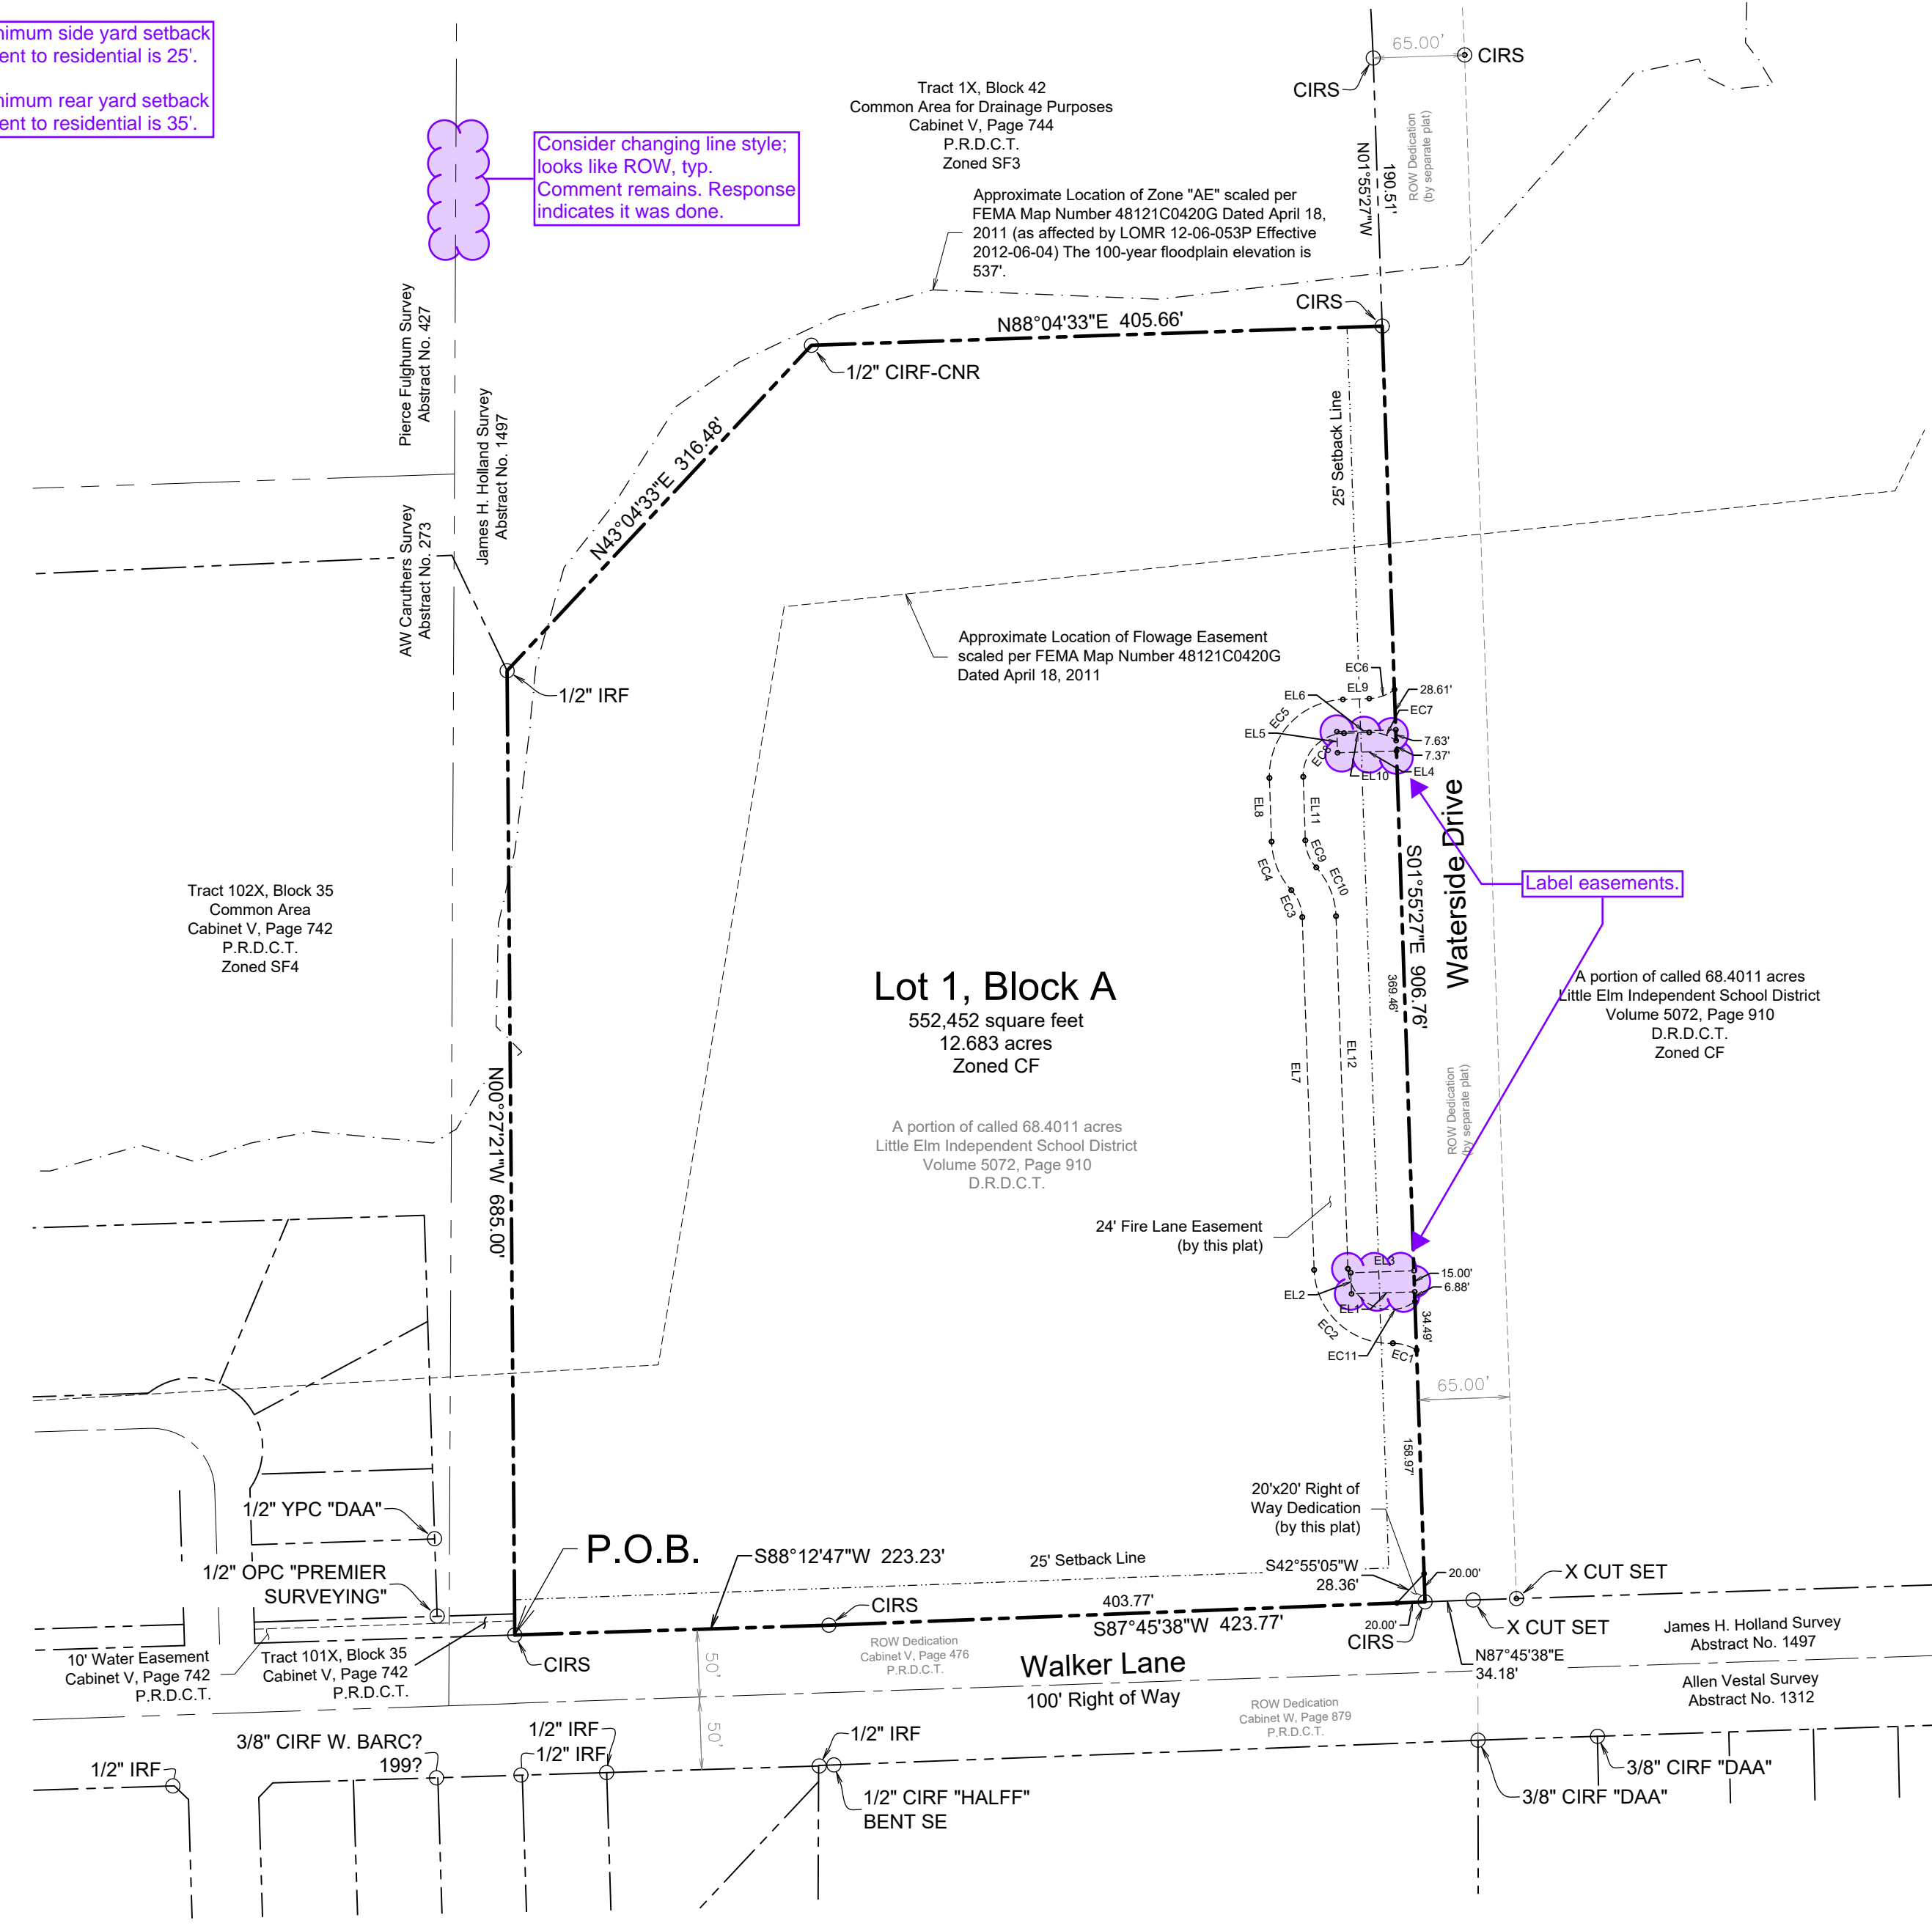 nimum side yard setback
ent to residential is 25'.
nimum rear yard setback
ent to residential is 35'.
Consider changing line style;
looks like ROW, typ.
Comment remains. Response
indicates it was done.
Tract 1X, Block 42
Common Area for Drainage Purposes
Cabinet V, Page 744
P.R.D.C.T.
Zoned SF3
65.00'
CIRS
CIRS
N01°55'27"W
190.51'
ROW Dedication
(by separate plat)
Approximate Location of Zone "AE" scaled per
FEMA Map Number 48121C0420G Dated April 18,
2011 (as affected by LOMR 12-06-053P Effective
2012-06-04) The 100-year floodplain elevation is
537'.
CIRS
N88°04'33"E 405.66'
1/2" CIRF-CNR
Pierce Fulghum Survey
Abstract No. 427
James H. Holland Survey
Abstract No. 1497
AW Caruthers Survey
Abstract No. 273
N43°04'33"E 316.48'
25' Setback Line
1/2" IRF
Approximate Location of Flowage Easement
scaled per FEMA Map Number 48121C0420G
Dated April 18, 2011
EC6
EL9
EL6
28.61'
EC7
EC5
EL5
7.63'
7.37'
EC8
EL10
EL4
EL8
EL11
EC9
EC4
EC10
EC3
Waterside Drive
S01°55'27"E 906.76'
369.46'
Label easements.
Tract 102X, Block 35
Common Area
Cabinet V, Page 742
P.R.D.C.T.
Zoned SF4
Lot 1, Block A
552,452 square feet
12.683 acres
Zoned CF
A portion of called 68.4011 acres
Little Elm Independent School District
Volume 5072, Page 910
D.R.D.C.T.
A portion of called 68.4011 acres
Little Elm Independent School District
Volume 5072, Page 910
D.R.D.C.T.
Zoned CF
EL7
EL12
ROW Dedication
(by separate plat)
N00°27'21"W 685.00'
24' Fire Lane Easement
(by this plat)
EL3
15.00'
6.88'
EL2
EL1
34.49'
EC2
EC11
EC1
65.00'
158.97'
20'x20' Right of
Way Dedication
(by this plat)
1/2" YPC "DAA"
1/2" OPC "PREMIER
SURVEYING"
P.O.B.
S88°12'47"W 223.23'
25' Setback Line
S42°55'05"W
28.36'
20.00'
X CUT SET
CIRS
403.77'
S87°45'38"W 423.77'
20.00'
CIRS
X CUT SET
James H. Holland Survey
Abstract No. 1497
N87°45'38"E
34.18'
Allen Vestal Survey
Abstract No. 1312
10' Water Easement
Cabinet V, Page 742
P.R.D.C.T.
Tract 101X, Block 35
Cabinet V, Page 742
P.R.D.C.T.
CIRS
50'
ROW Dedication
Cabinet V, Page 476
P.R.D.C.T.
Walker Lane
100' Right of Way
50'
ROW Dedication
Cabinet W, Page 879
P.R.D.C.T.
1/2" IRF
3/8" CIRF W. BARC?
199?
1/2" IRF
1/2" IRF
1/2" IRF
1/2" CIRF "HALFF"
BENT SE
3/8" CIRF "DAA"
3/8" CIRF "DAA"